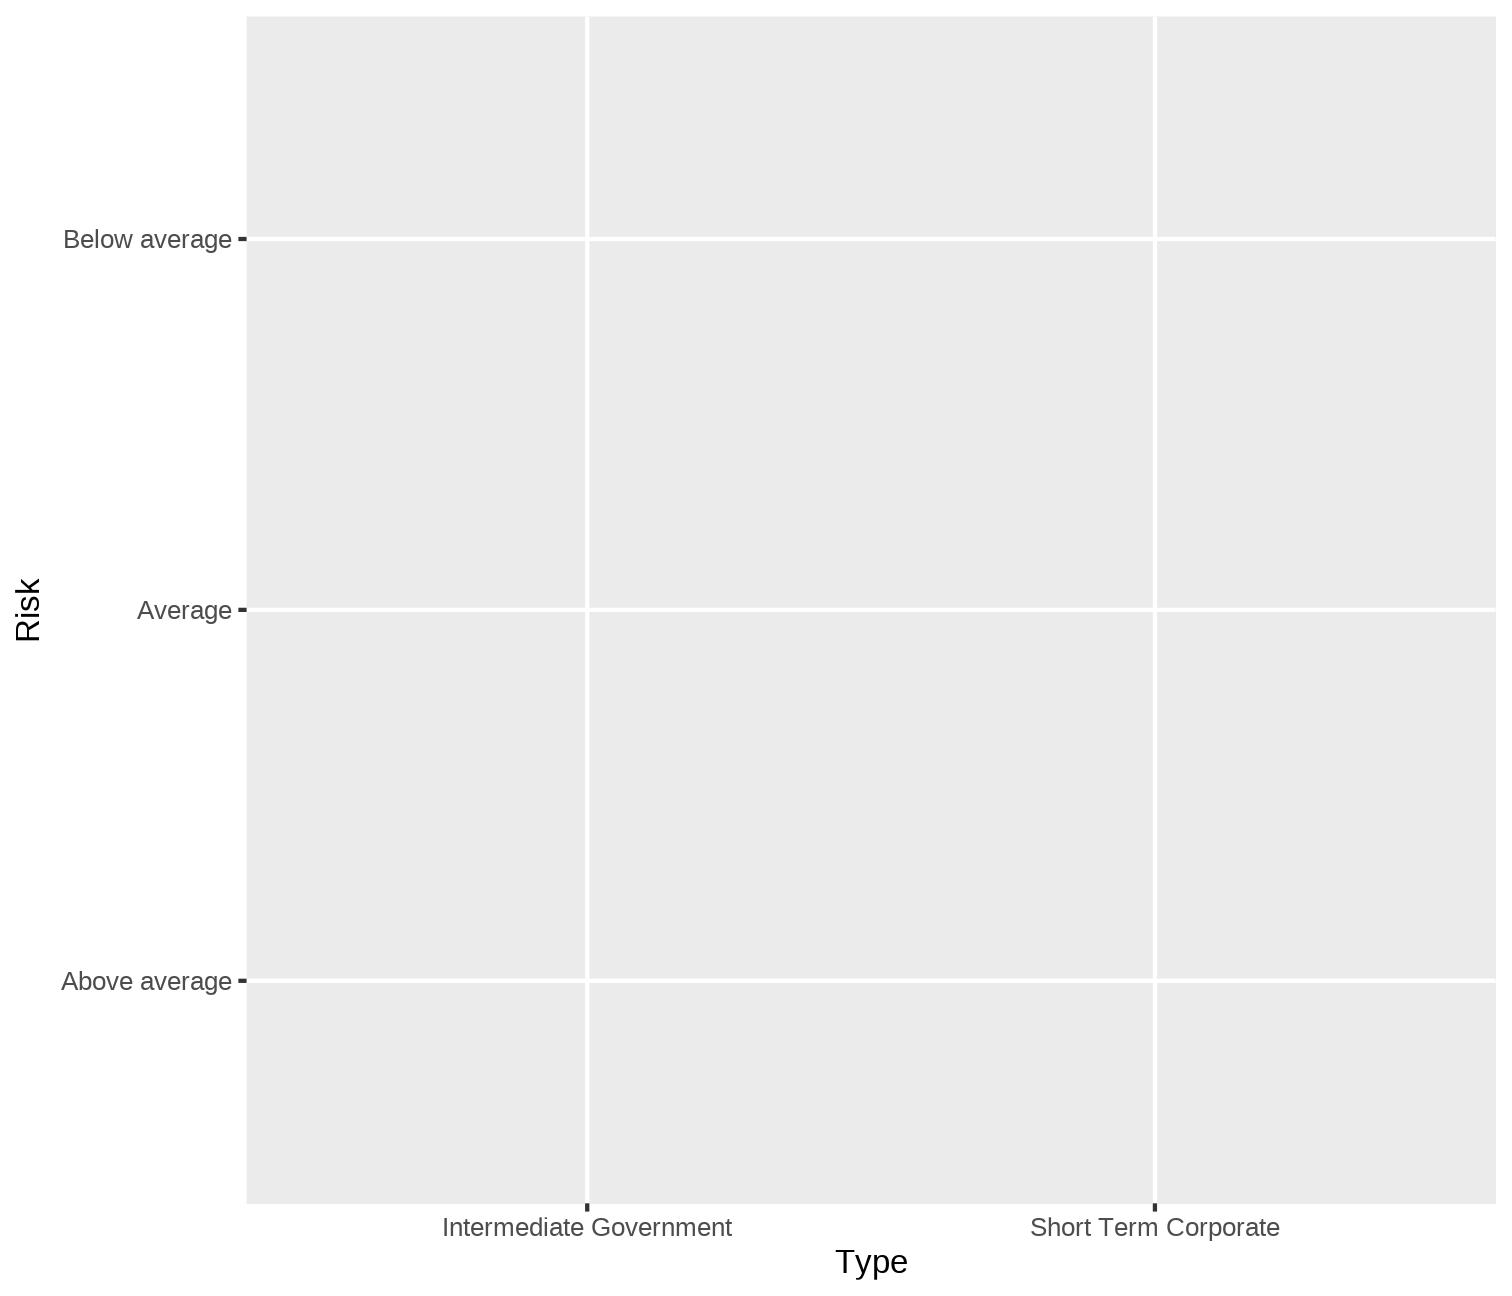 Below average
Average
Above average
Risk
Intermediate Government
Short Term Corporate
Type